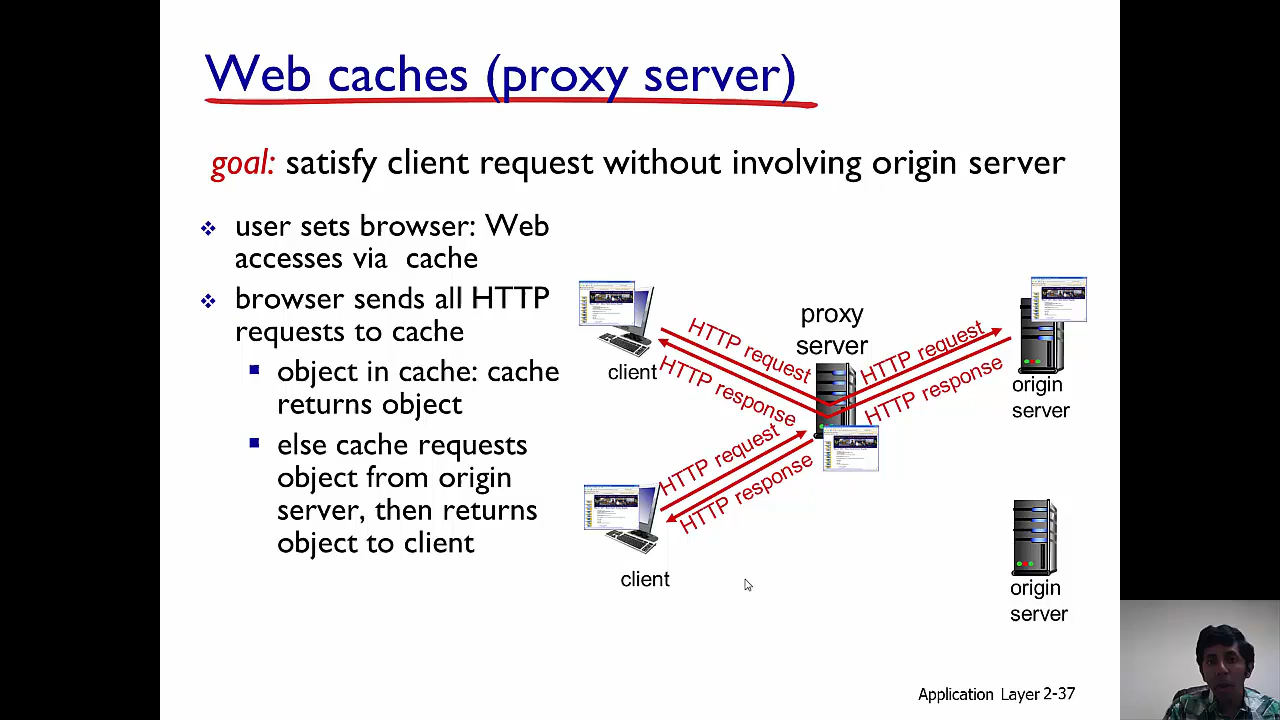 Web caches (proxy server)
goal: satisfy client request without involving origin server
user sets browser: Web
accesses via cache
browser sends all HTTP
requests to cache
object in cache: cache
returns object
else cache requests
object from origin
server, then returns
object to client
proxy
server
HTTP request
HTTP response
client
HTTP request
HTTP response
origin
server
HTTP request
HTTP response
client
origin
server
Application Layer 2-37